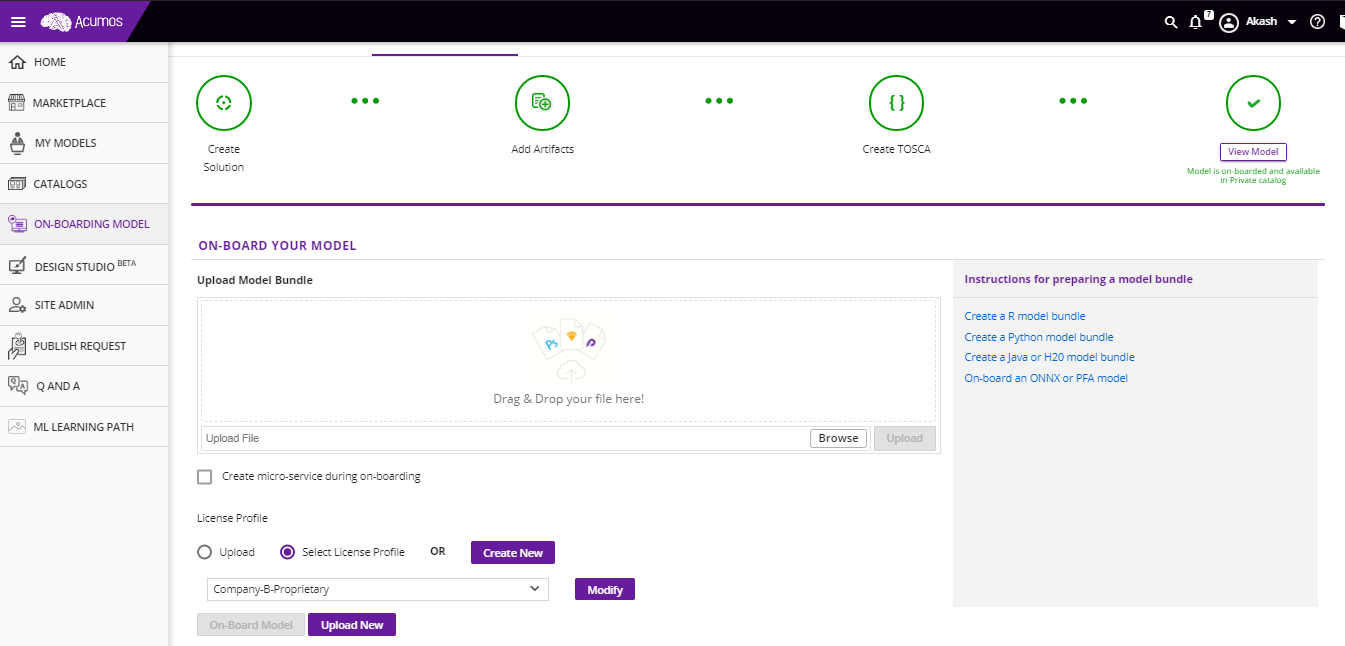 Acumos
7
Akash
?
HOME
MARKETPLACE
MY MODELS
CATALOGS
ON-BOARDING MODEL
DESIGN STUDIO BETA
SITE ADMIN
PUBLISH REQUEST
Q AND A
ML LEARNING PATH
Create
Solution
Add Artifacts
{ }
Create TOSCA
View Model
Model is on-boarded and available
in Private catalog
ON-BOARD YOUR MODEL
Upload Model Bundle
Ps
Drag & Drop your file here!
Upload File
Browse
Upload
Create micro-service during on-boarding
License Profile
Upload
Select License Profile
OR
Create New
Company-B-Proprietary
Modify
On-Board Model
Upload New
Instructions for preparing a model bundle
Create a R model bundle
Create a Python model bundle
Create a Java or H20 model bundle
On-board an ONNX or PFA model